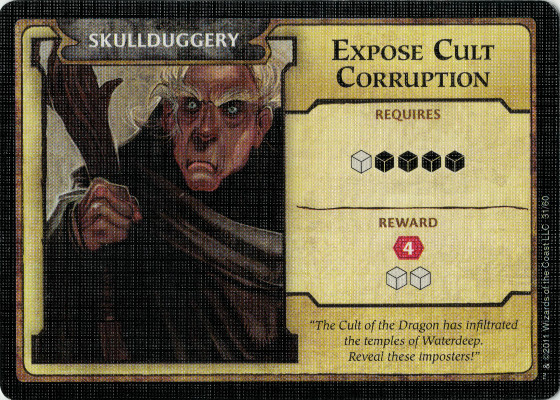 SKULLDUGGERY
EXPOSE CULT
CORRUPTION
REQUIRES
REWARD
4
"The Cult of the Dragon has infiltrated
the temples of Waterdeep.
Reveal these imposters!"
™ & ©2011 Wizards of the Coast LLC 31/60